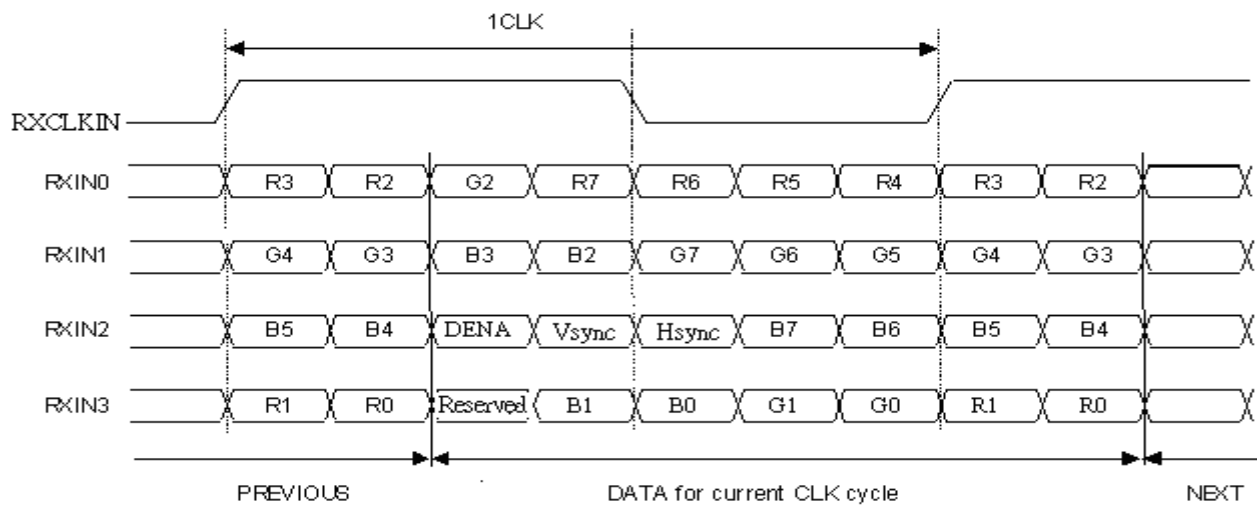 1CLK
RXCLKIN
RXIN0 R3 R2 G2 R7 R6 R5 R4 R3 R2
RXIN1 G4 G3 B3 B2 G7 G6 G5 G4 G3
RXIN2 B5 B4 DENA Vsync Hsync B7 B6 B5 B4
RXIN3 R1 R0 Reserved B1 B0 G1 G0 R1 R0
PREVIOUS DATA for current CLK cycle NEXT